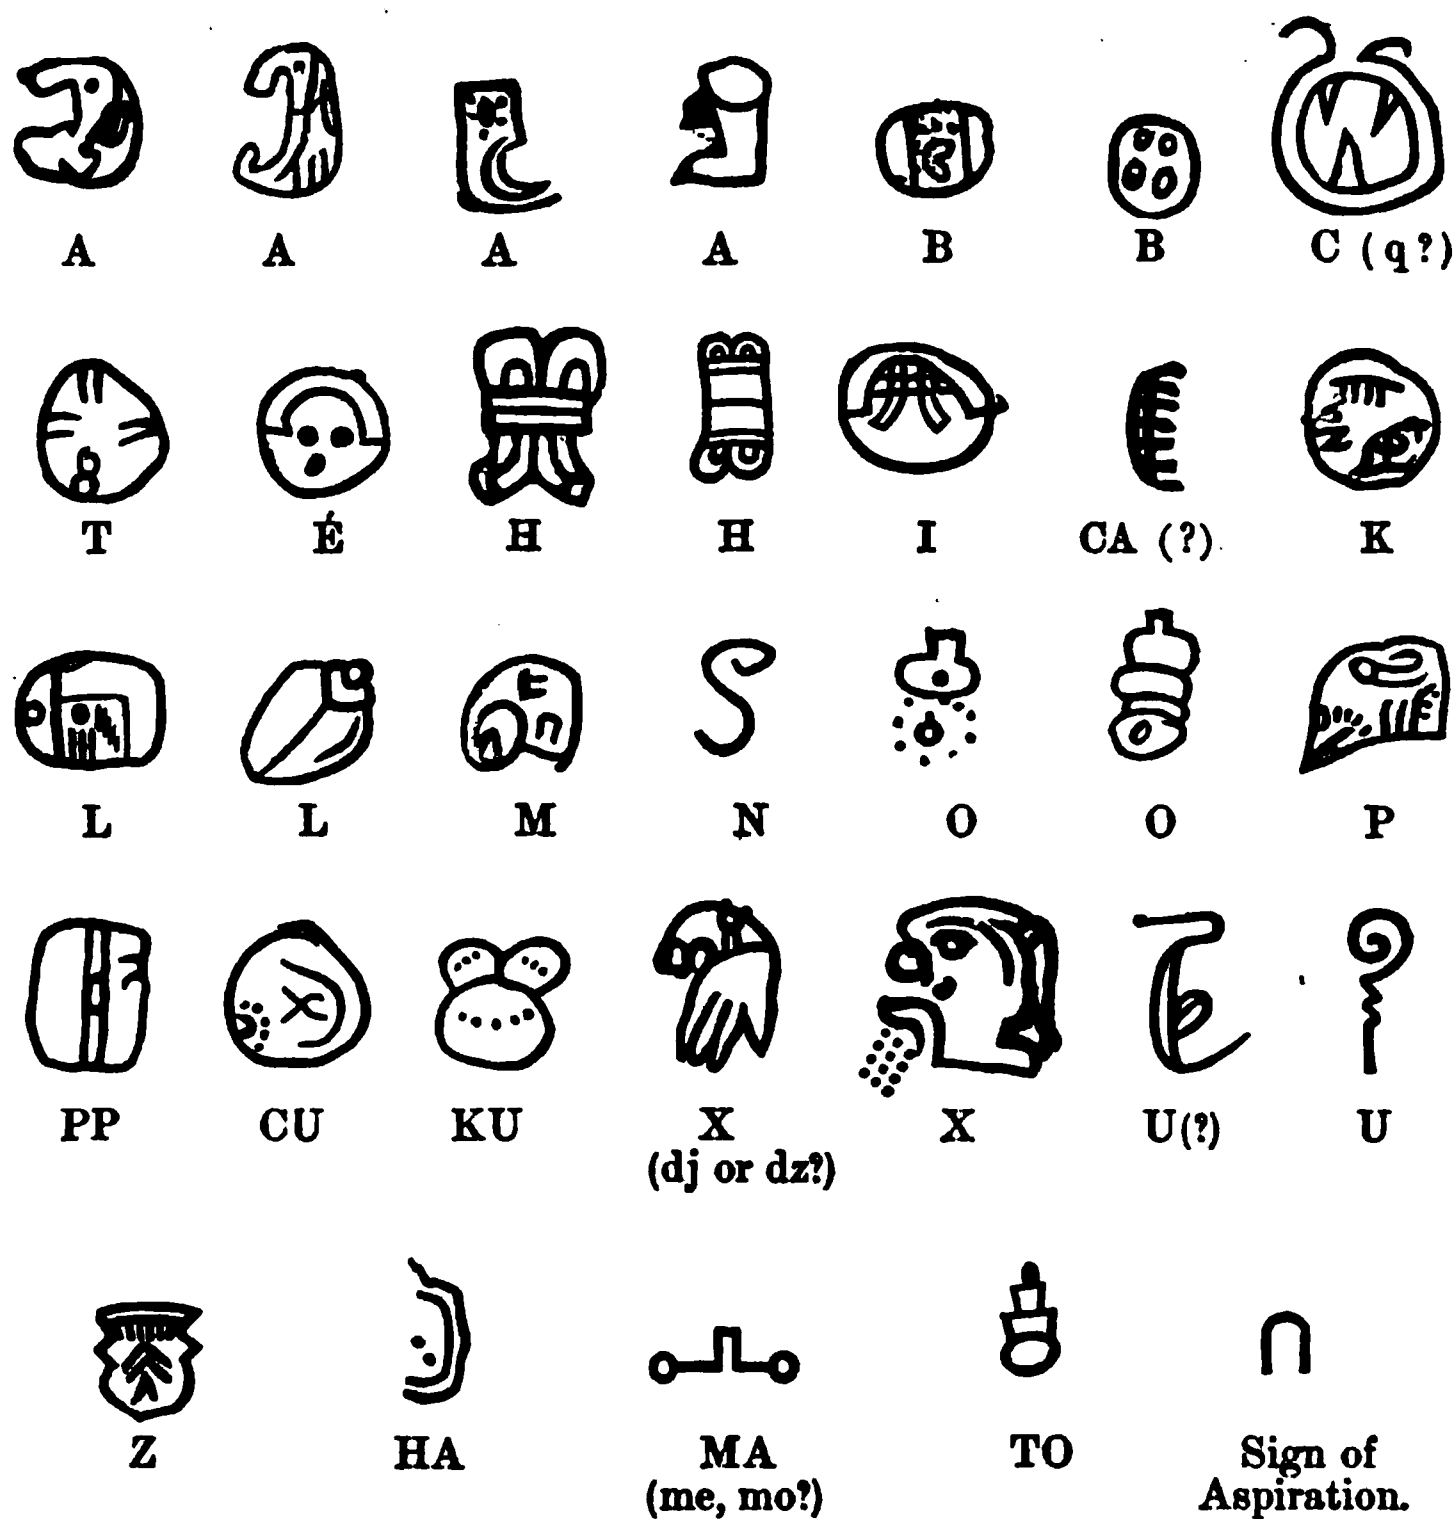 A A A A B B C (q?)
T É H H I CA (?) K
L L M N O O P
PP CU KU X X U(?) U
(dj or dz?)
Z HA MA TO Sign of
(me, mo?) Aspiration.